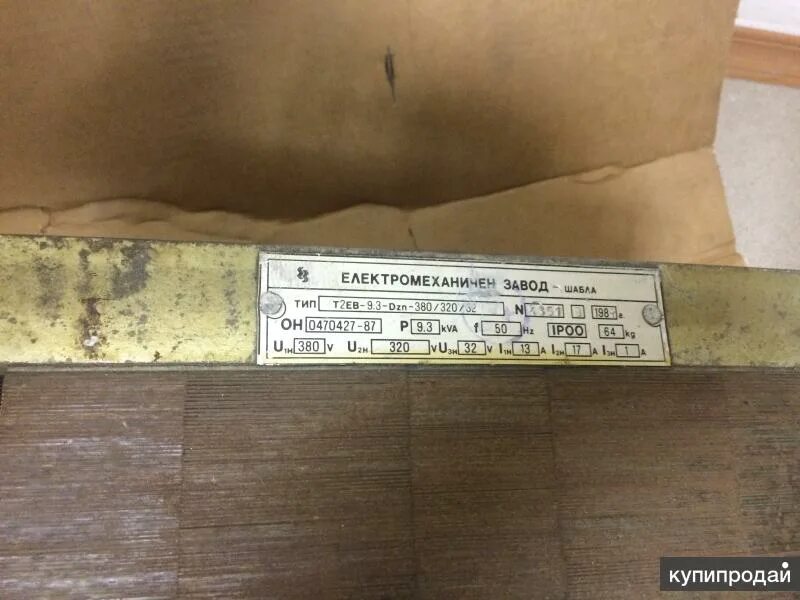 ЕЛЕКТРОМЕХАНИЧЕН ЗАВОД - ШАБЛА
ТИП Т2ЕВ-9.3-Dzn-380/320/32 N 198 г.
ОН 0470427-87 P 9.3 kVA f 50 Hz IP00 64 kg
U1H 380 V U2H 320 V U3H 32 V I1H 13 A I2H 17 A I3H 1 A
купипродай